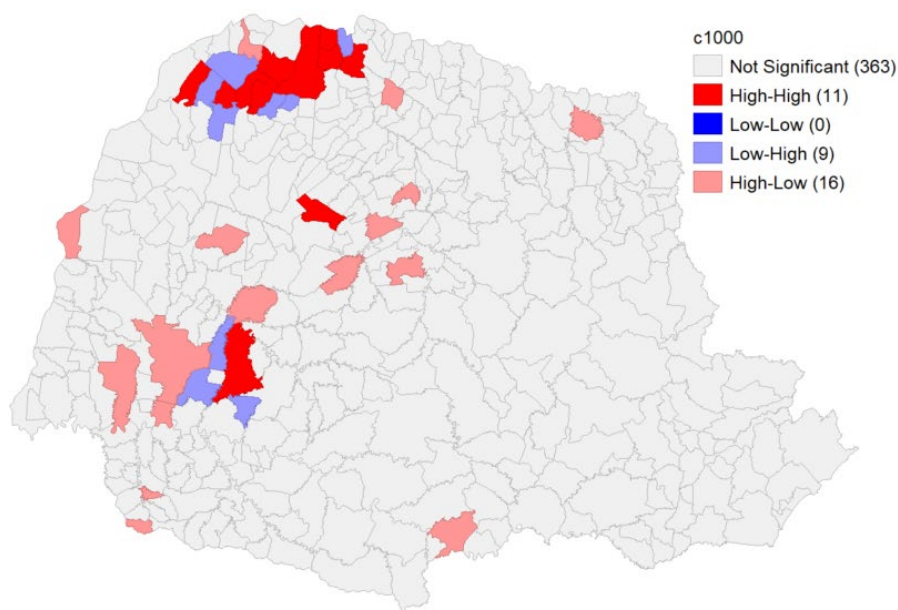 c1000
Not Significant (363)
High-High (11)
Low-Low (0)
Low-High (9)
High-Low (16)